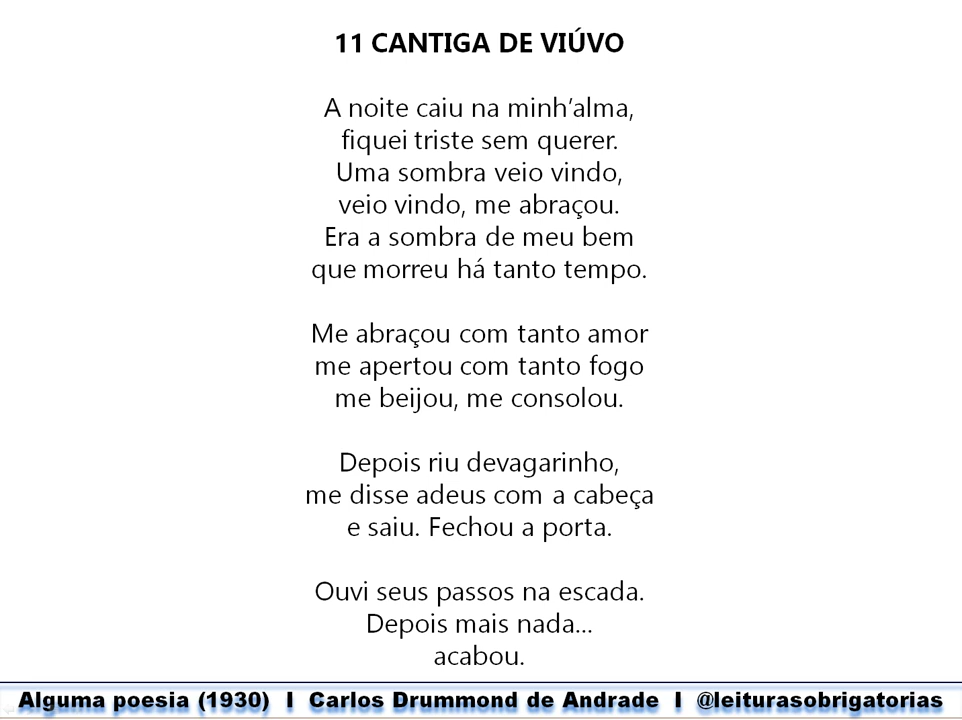 11 CANTIGA DE VIÚVO
A noite caiu na minh’alma,
fiquei triste sem querer.
Uma sombra veio vindo,
veio vindo, me abraçou.
Era a sombra de meu bem
que morreu há tanto tempo.
Me abraçou com tanto amor
me apertou com tanto fogo
me beijou, me consolou.
Depois riu devagarinho,
me disse adeus com a cabeça
e saiu. Fechou a porta.
Ouvi seus passos na escada.
Depois mais nada...
acabou.
Alguma poesia (1930) I Carlos Drummond de Andrade I @leiturasobrigatorias